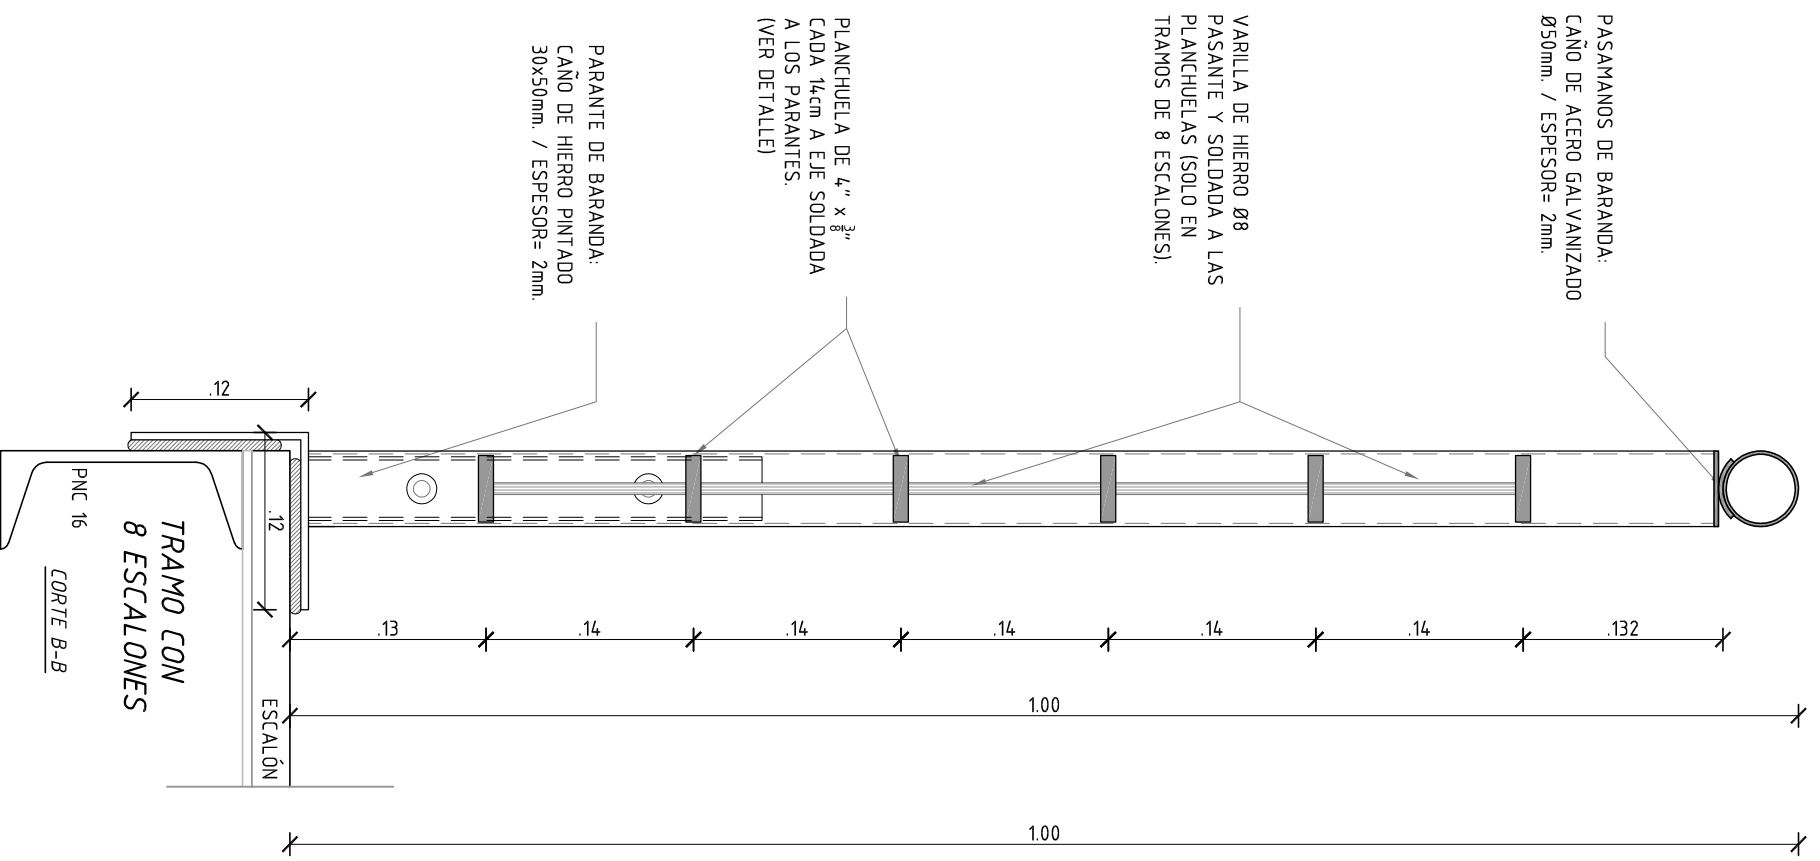 PASAMANOS DE BARANDA:
CAÑO DE ACERO GALVANIZADO
Ø50mm. / ESPESOR= 2mm.
VARILLA DE HIERRO Ø8
PASANTE Y SOLDADA A LAS
PLANCHUELAS (SOLO EN
TRAMOS DE 8 ESCALONES).
PLANCHUELA DE 4" x 3/8"
CADA 14cm A EJE SOLDADA
A LOS PARANTES.
(VER DETALLE)
PARANTE DE BARANDA:
CAÑO DE HIERRO PINTADO
30x50mm. / ESPESOR= 2mm.
.12
.12
.132
.14
.14
.14
.14
.14
.13
1.00
1.00
ESCALÓN
PNC 16
TRAMO CON
8 ESCALONES
CORTE B-B